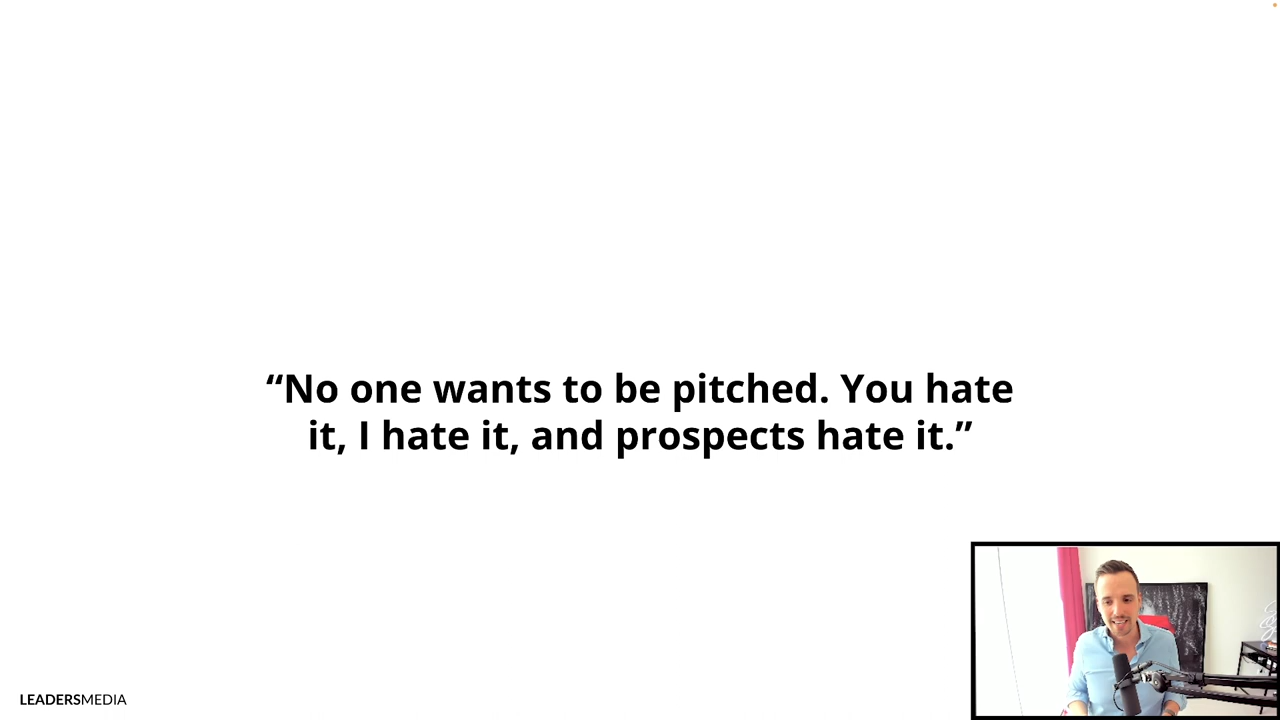 “No one wants to be pitched. You hate
it, I hate it, and prospects hate it.”
LEADERSMEDIA